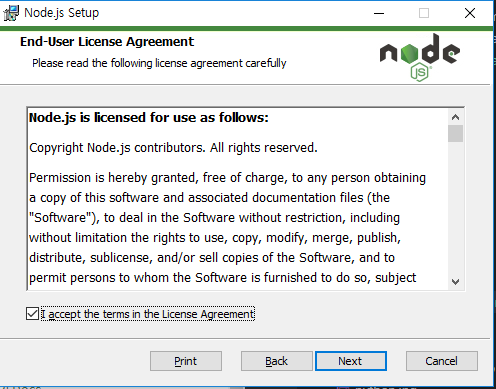 Node.js Setup
End-User License Agreement
Please read the following license agreement carefully
node
JS
Node.js is licensed for use as follows:
Copyright Node.js contributors. All rights reserved.
Permission is hereby granted, free of charge, to any person obtaining
a copy of this software and associated documentation files (the
"Software"), to deal in the Software without restriction, including
without limitation the rights to use, copy, modify, merge, publish,
distribute, sublicense, and/or sell copies of the Software, and to
permit persons to whom the Software is furnished to do so, subject
I accept the terms in the License Agreement
Print
Back
Next
Cancel